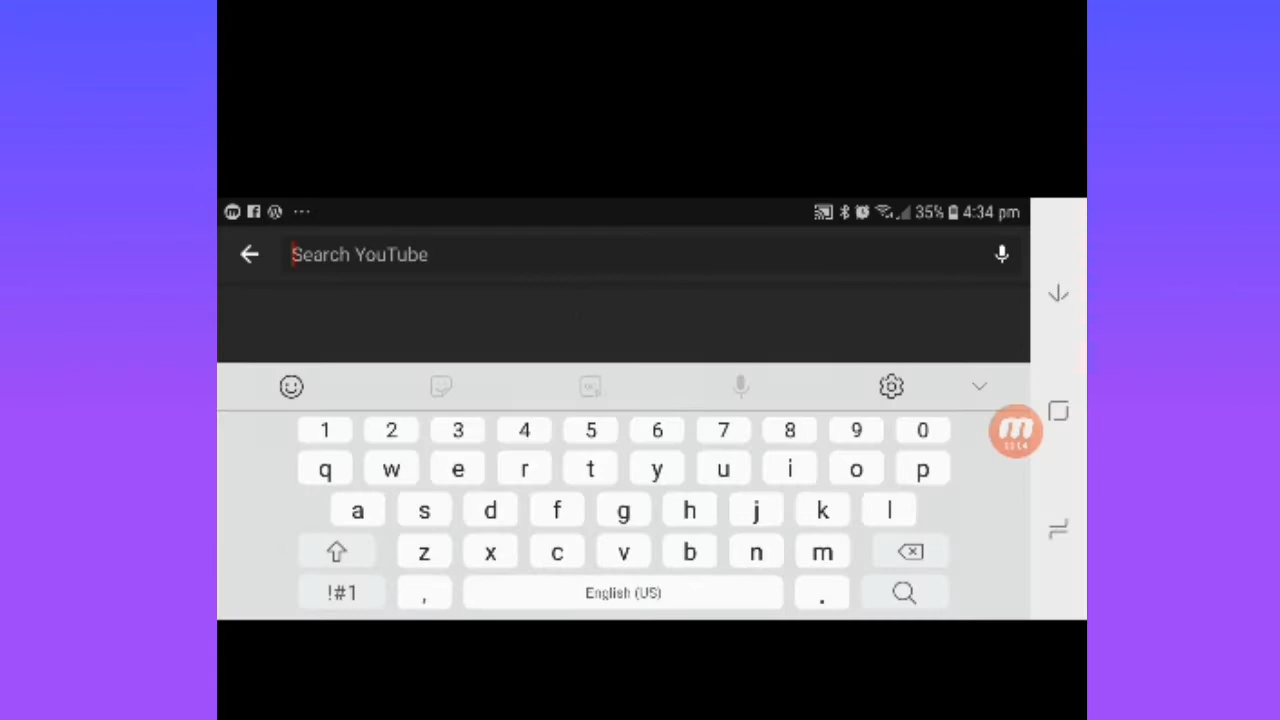 35% 4:34 pm
Search YouTube
1 2 3 4 5 6 7 8 9 0
q w e r t y u i o p
a s d f g h j k l
z x c v b n m
!#1 , English (US) .